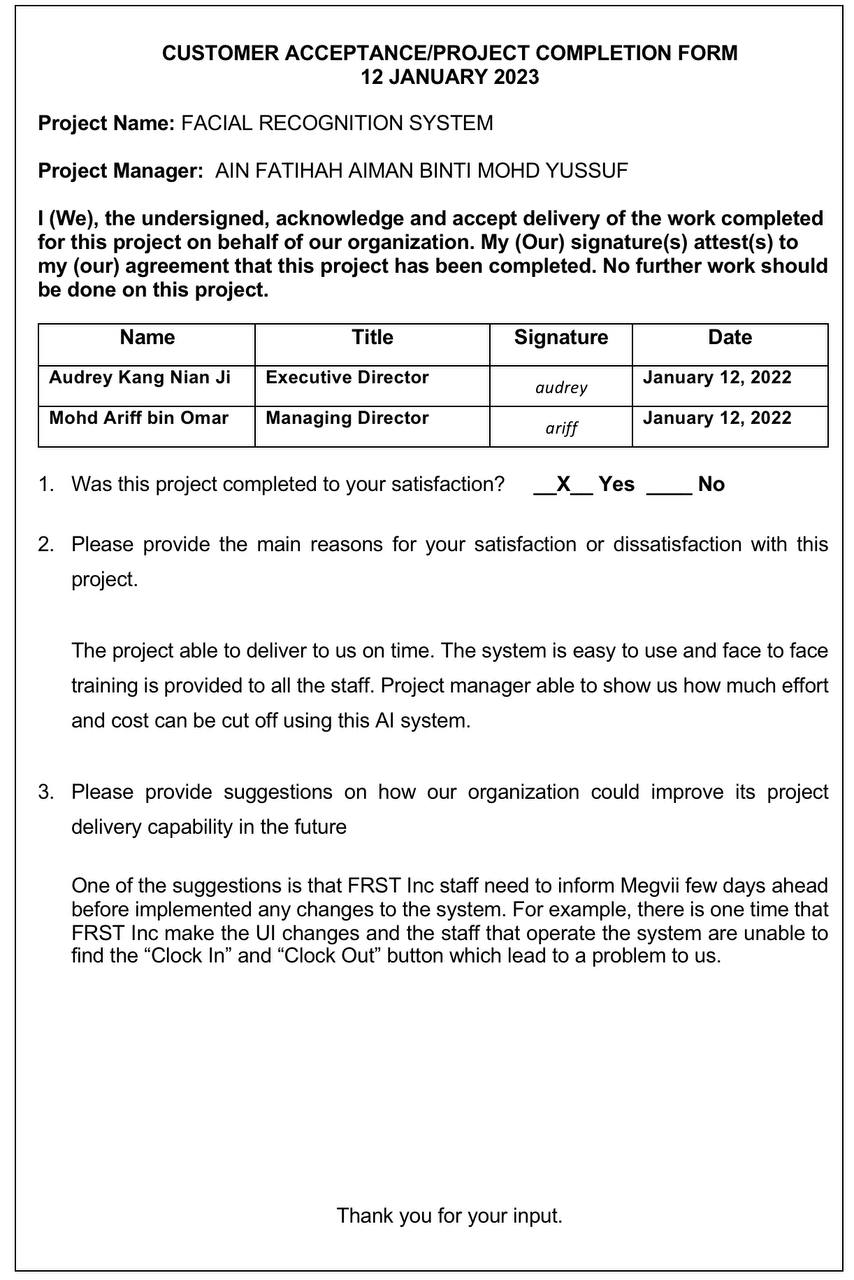 CUSTOMER ACCEPTANCE/PROJECT COMPLETION FORM
12 JANUARY 2023
Project Name: FACIAL RECOGNITION SYSTEM
Project Manager: AIN FATIHAH AIMAN BINTI MOHD YUSSUF
I (We), the undersigned, acknowledge and accept delivery of the work completed
for this project on behalf of our organization. My (Our) signature(s) attest(s) to
my (our) agreement that this project has been completed. No further work should
be done on this project.
Name Title Signature Date
Audrey Kang Nian Ji Executive Director audrey January 12, 2022
Mohd Ariff bin Omar Managing Director ariff January 12, 2022
1. Was this project completed to your satisfaction? __X__ Yes ____ No
2. Please provide the main reasons for your satisfaction or dissatisfaction with this
project.
The project able to deliver to us on time. The system is easy to use and face to face
training is provided to all the staff. Project manager able to show us how much effort
and cost can be cut off using this AI system.
3. Please provide suggestions on how our organization could improve its project
delivery capability in the future
One of the suggestions is that FRST Inc staff need to inform Megvii few days ahead
before implemented any changes to the system. For example, there is one time that
FRST Inc make the UI changes and the staff that operate the system are unable to
find the “Clock In” and “Clock Out” button which lead to a problem to us.
Thank you for your input.